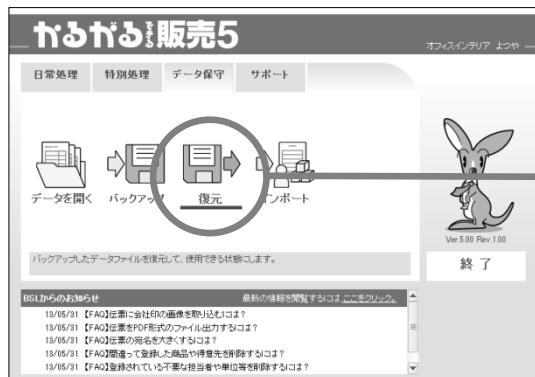 かるがるできる販売5
オフィスインテリア よつや
日常処理 特別処理 データ保守 サポート
データを開く バックアップ 復元 インポート
Ver.5.00 Rev.1.00
バックアップしたデータファイルを復元して、使用できる状態にします。
終了
BSLからのお知らせ 最新の情報を閲覧するには ここをクリック。
13/05/31 【FAQ】伝票に会社印の画像を取り込むには？
13/05/31 【FAQ】伝票をPDF形式のファイル出力するには？
13/05/31 【FAQ】伝票の宛名を大きくするには？
13/05/31 【FAQ】間違って登録した商品や得意先を削除するには？
13/05/31 【FAQ】登録されている不要な担当者や単位等を削除するには？